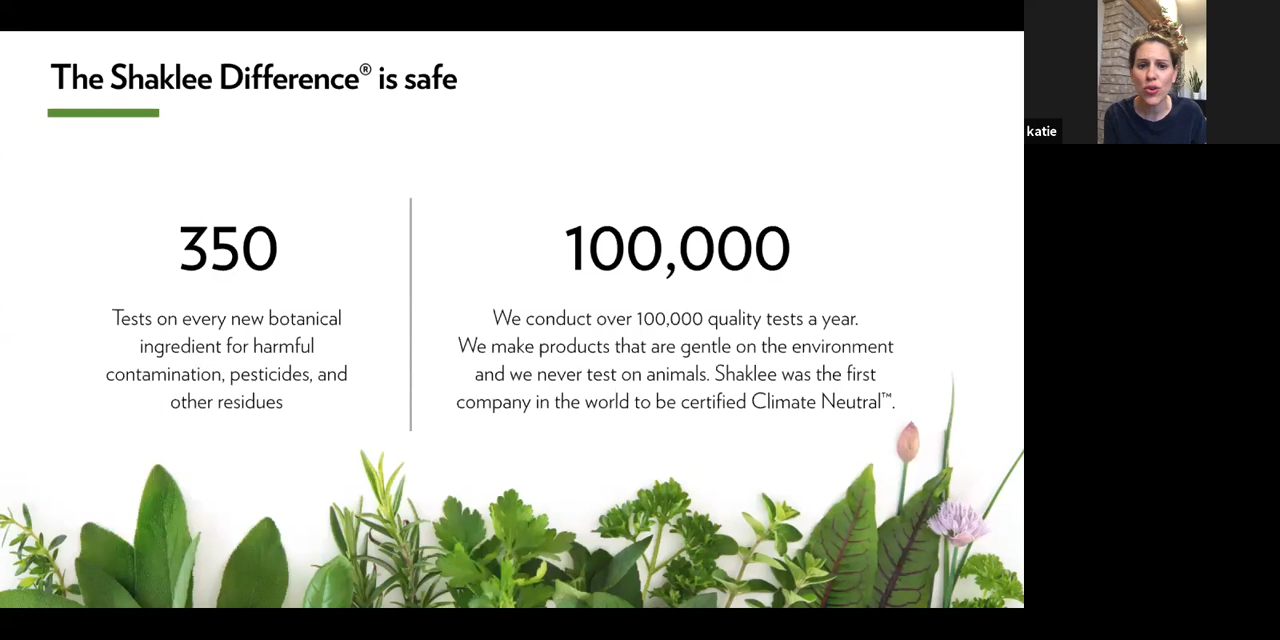 The Shaklee Difference® is safe
350
Tests on every new botanical
ingredient for harmful
contamination, pesticides, and
other residues
100,000
We conduct over 100,000 quality tests a year.
We make products that are gentle on the environment
and we never test on animals. Shaklee was the first
company in the world to be certified Climate Neutral™.
katie